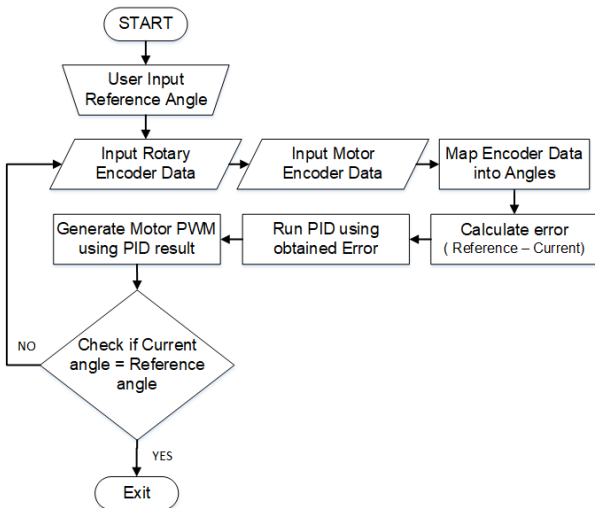 START
User Input
Reference Angle
Input Rotary
Encoder Data
Input Motor
Encoder Data
Map Encoder Data
into Angles
Calculate error
( Reference – Current)
Run PID using
obtained Error
Generate Motor PWM
using PID result
Check if Current
angle = Reference
angle
NO
YES
Exit